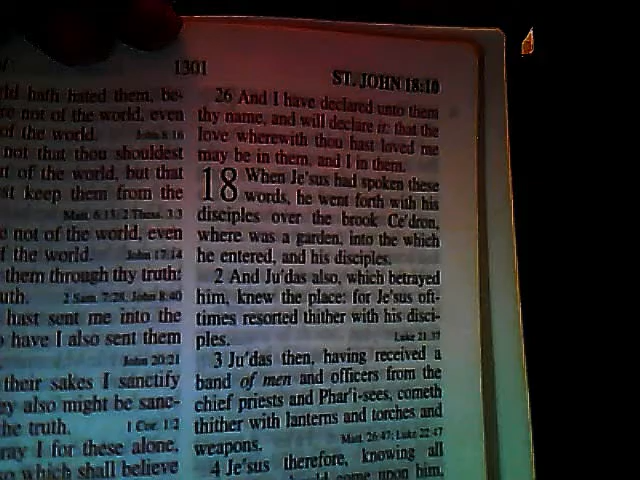 1301
ST. JOHN 18:10
hath hated them, be-
not of the world, even
of the world. John 8:16
not that thou shouldest
of the world, but that
keep them from the
Matt. 6:13; 2 Thess. 3:3
not of the world, even
the world. John 17:14
them through thy truth:
2 Sam. 7:28; John 8:40
hast sent me into the
have I also sent them
John 20:21
their sakes I sanctify
also might be sanc-
the truth. 1 Cor. 1:2
I for these alone,
which shall believe
26 And I have declared unto them
thy name, and will declare it: that the
love wherewith thou hast loved me
may be in them, and I in them.
18 When Je'sus had spoken these
words, he went forth with his
disciples over the brook Ce'dron,
where was a garden, into the which
he entered, and his disciples.
2 And Ju'das also, which betrayed
him, knew the place: for Je'sus oft-
times resorted thither with his disci-
ples. Luke 21:37
3 Ju'das then, having received a
band of men and officers from the
chief priests and Phar'i-sees, cometh
thither with lanterns and torches and
weapons. Matt. 26:47; Luke 22:47
4 Je'sus therefore, knowing all
come upon him,